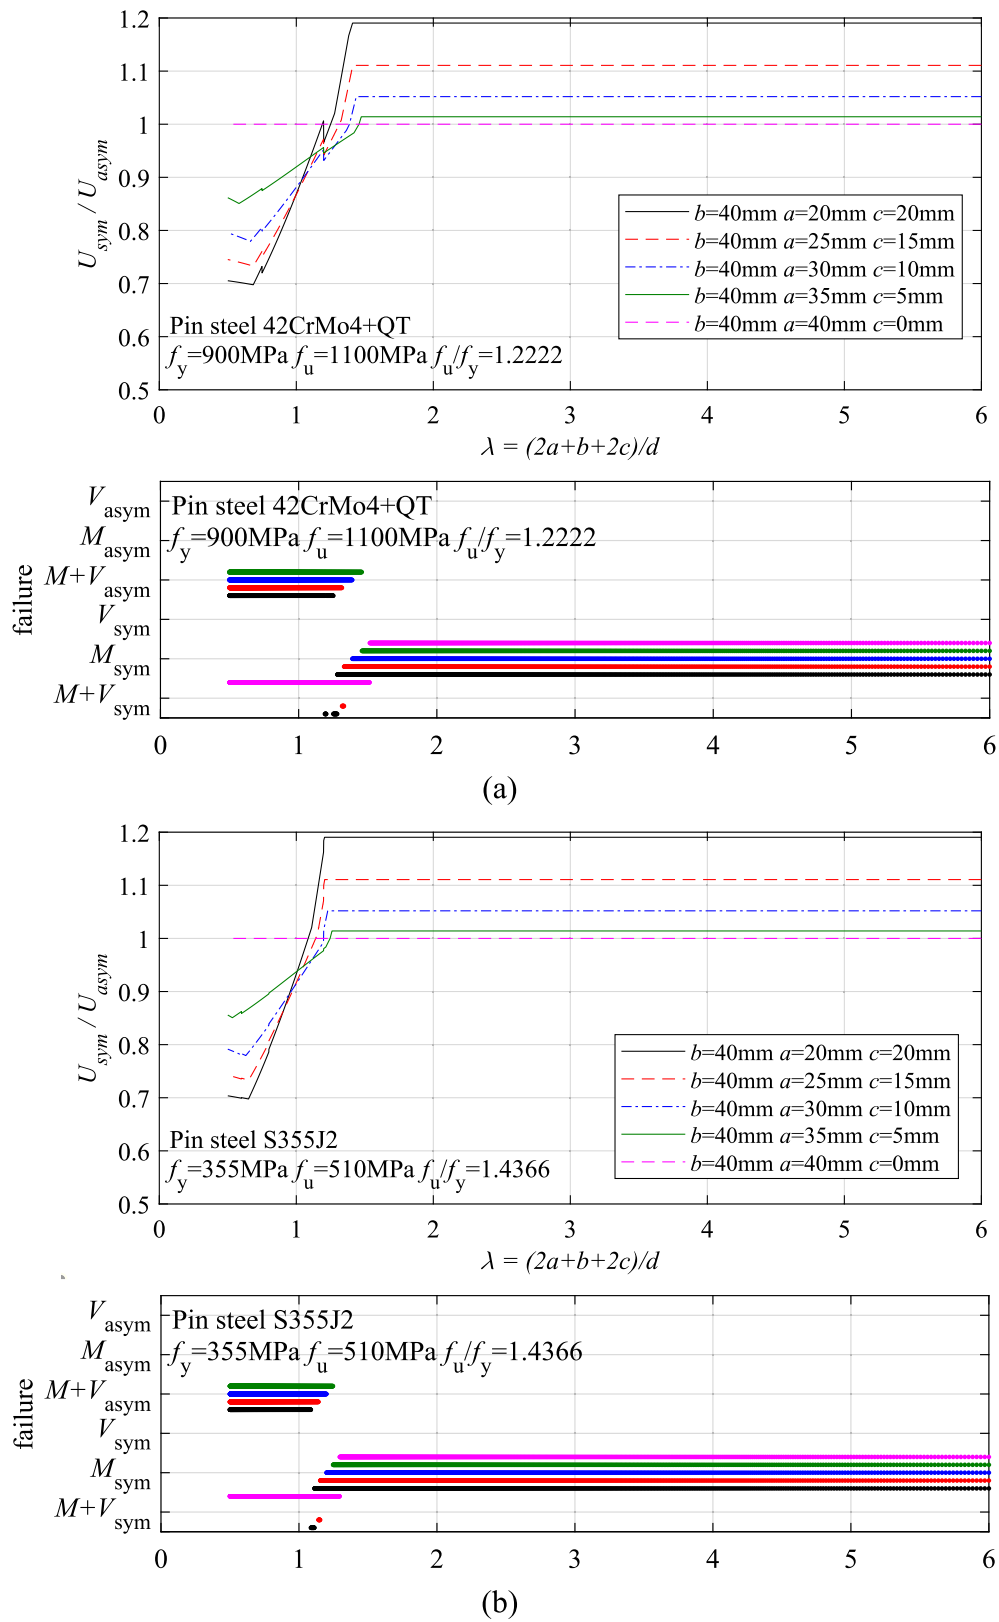 1.2
1.1
1
0.9
0.8
0.7
0.6
0.5
U_sym / U_asym
b=40mm a=20mm c=20mm
b=40mm a=25mm c=15mm
b=40mm a=30mm c=10mm
b=40mm a=35mm c=5mm
b=40mm a=40mm c=0mm
Pin steel 42CrMo4+QT
f_y=900MPa f_u=1100MPa f_u/f_y=1.2222
0 1 2 3 4 5 6
λ = (2a+b+2c)/d
failure
V_asym
M_asym
M+V_asym
V_sym
M_sym
M+V_sym
Pin steel 42CrMo4+QT
f_y=900MPa f_u=1100MPa f_u/f_y=1.2222
0 1 2 3 4 5 6
(a)
1.2
1.1
1
0.9
0.8
0.7
0.6
0.5
U_sym / U_asym
b=40mm a=20mm c=20mm
b=40mm a=25mm c=15mm
b=40mm a=30mm c=10mm
b=40mm a=35mm c=5mm
b=40mm a=40mm c=0mm
Pin steel S355J2
f_y=355MPa f_u=510MPa f_u/f_y=1.4366
0 1 2 3 4 5 6
λ = (2a+b+2c)/d
failure
V_asym
M_asym
M+V_asym
V_sym
M_sym
M+V_sym
Pin steel S355J2
f_y=355MPa f_u=510MPa f_u/f_y=1.4366
0 1 2 3 4 5 6
(b)